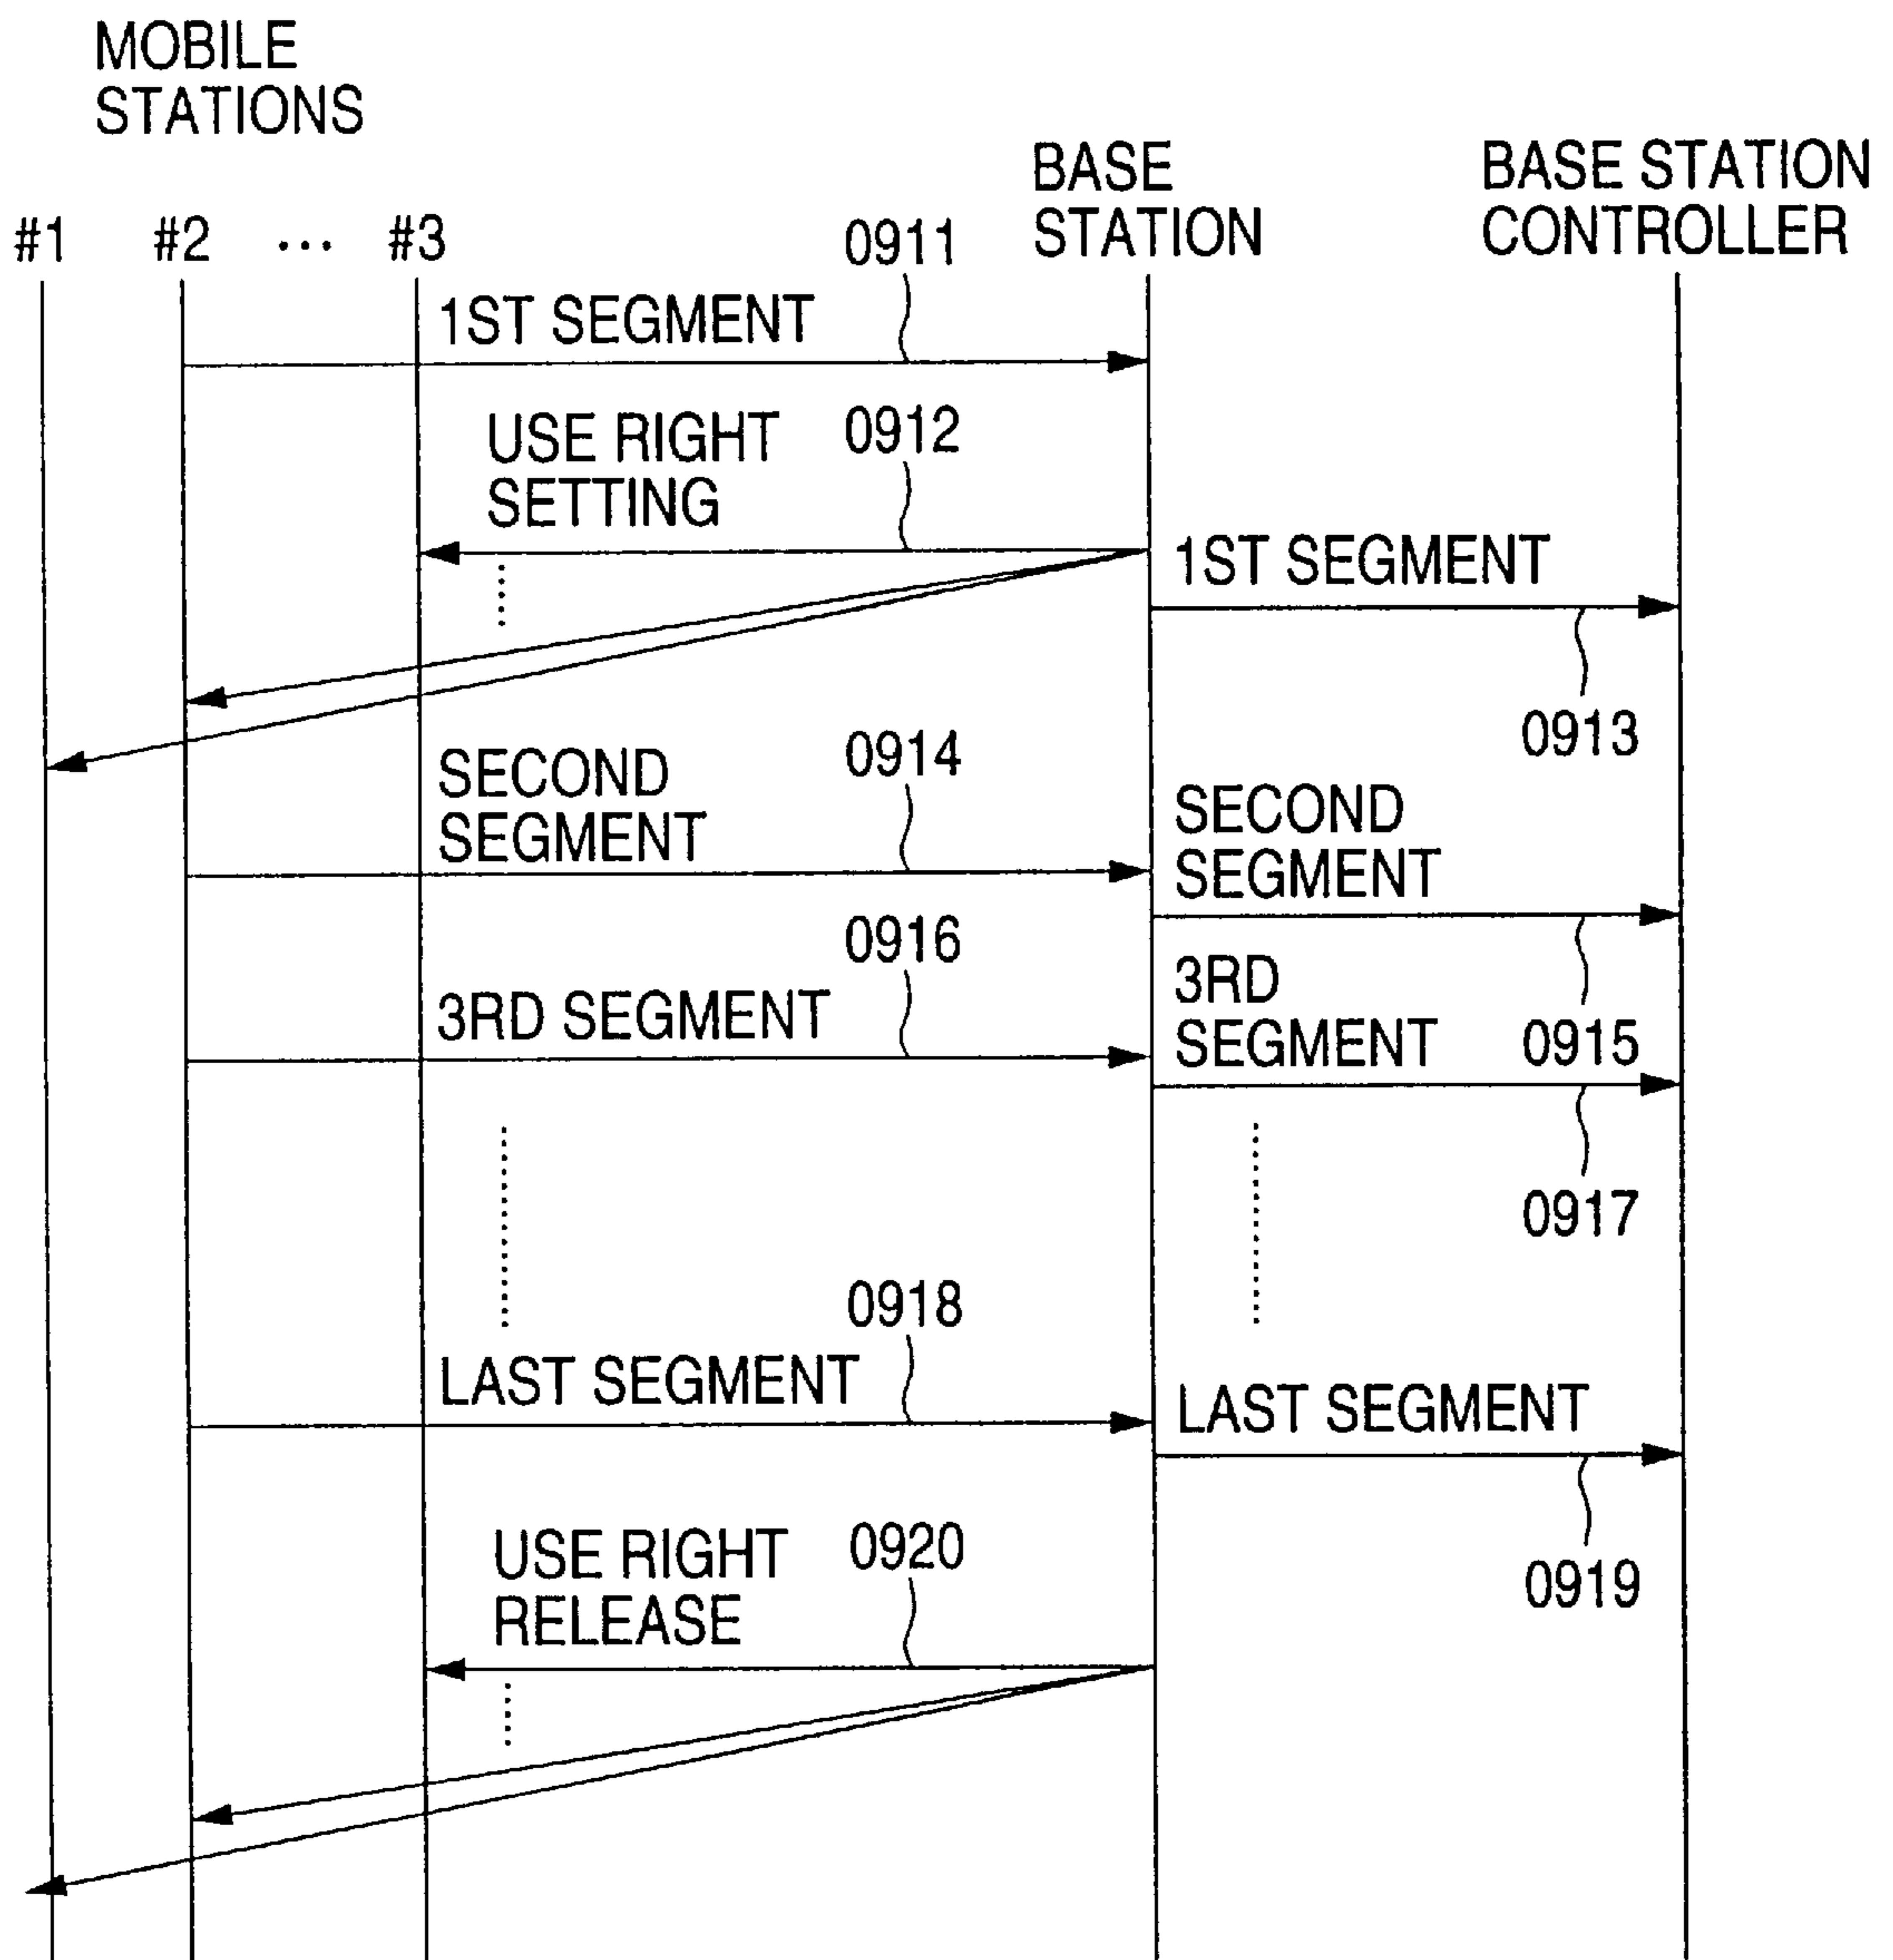 MOBILE
STATIONS
BASE
STATION
BASE STATION
CONTROLLER
#1 #2 ... #3
0911
1ST SEGMENT
USE RIGHT
SETTING
0912
1ST SEGMENT
0913
SECOND
SEGMENT
0914
SECOND
SEGMENT
0915
0916
3RD SEGMENT
3RD
SEGMENT
0917
0918
LAST SEGMENT
LAST SEGMENT
0919
USE RIGHT
RELEASE
0920